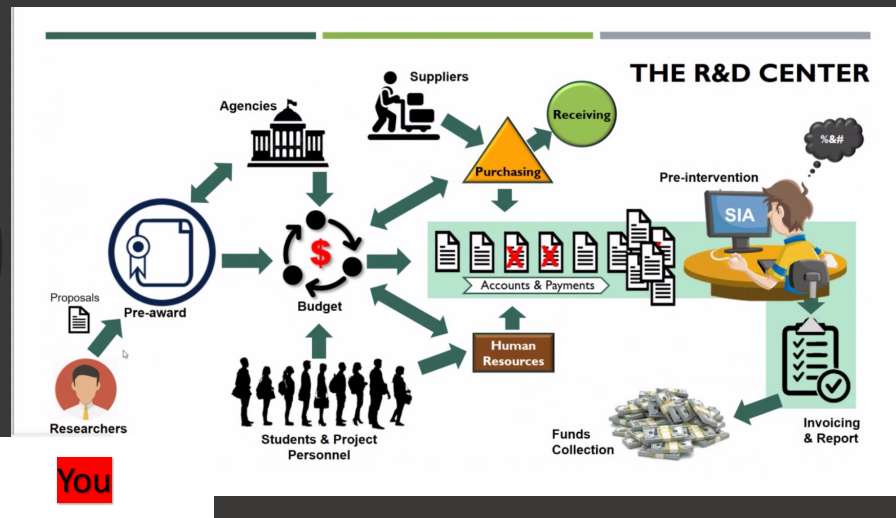 THE R&D CENTER
Suppliers
Agencies
Receiving
Purchasing
%&#
Pre-intervention
SIA
$
Accounts & Payments
Budget
Proposals
Pre-award
Human
Resources
Researchers
Students & Project
Personnel
Funds
Collection
Invoicing
& Report
You